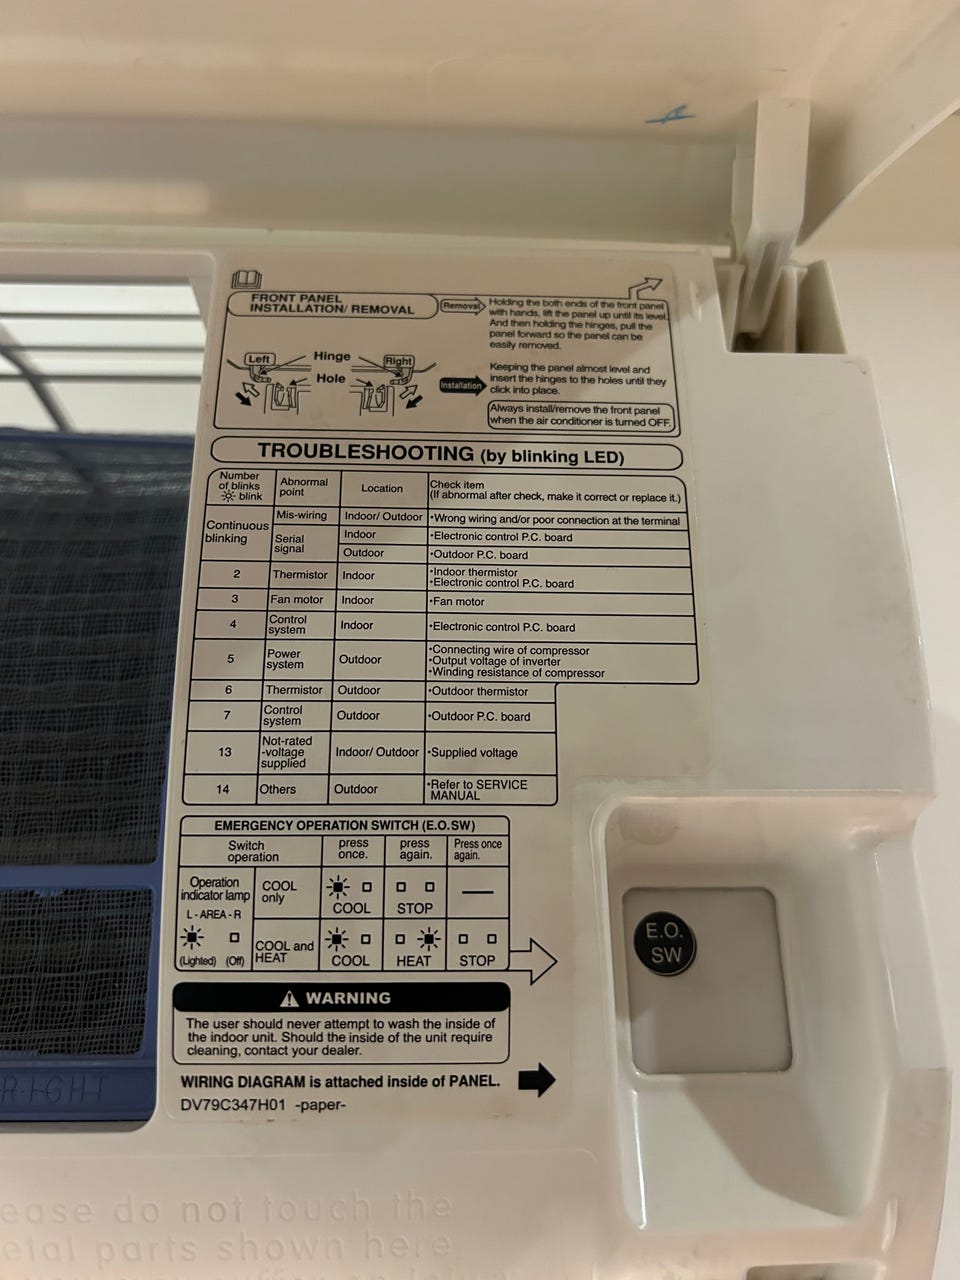 FRONT PANEL
INSTALLATION/ REMOVAL
Removal
Holding the both ends of the front panel
with hands, lift the panel up until its level.
And then holding the hinges, pull the
panel forward so the panel can be
easily removed.
Left Hinge Right
Hole
Installation
Keeping the panel almost level and
insert the hinges to the holes until they
click into place.
Always install/remove the front panel
when the air conditioner is turned OFF.
TROUBLESHOOTING (by blinking LED)
Number
of blinks
blink
Abnormal
point
Location
Check item
(If abnormal after check, make it correct or replace it.)
Continuous
blinking
Mis-wiring Indoor/ Outdoor •Wrong wiring and/or poor connection at the terminal
Serial
signal
Indoor •Electronic control P.C. board
Outdoor •Outdoor P.C. board
2 Thermistor Indoor •Indoor thermistor
•Electronic control P.C. board
3 Fan motor Indoor •Fan motor
4 Control
system
Indoor •Electronic control P.C. board
5 Power
system
Outdoor
•Connecting wire of compressor
•Output voltage of inverter
•Winding resistance of compressor
6 Thermistor Outdoor •Outdoor thermistor
7 Control
system
Outdoor •Outdoor P.C. board
13 Not-rated
-voltage
supplied
Indoor/ Outdoor •Supplied voltage
14 Others Outdoor •Refer to SERVICE
MANUAL
EMERGENCY OPERATION SWITCH (E.O.SW)
Switch
operation
press
once.
press
again.
Press once
again.
Operation
indicator lamp
L - AREA - R
(Lighted) (Off)
COOL
only
COOL STOP —
COOL and
HEAT
COOL HEAT STOP
E.O.
SW
WARNING
The user should never attempt to wash the inside of
the indoor unit. Should the inside of the unit require
cleaning, contact your dealer.
WIRING DIAGRAM is attached inside of PANEL.
DV79C347H01 -paper-
RIGHT
do not touch the
parts shown here